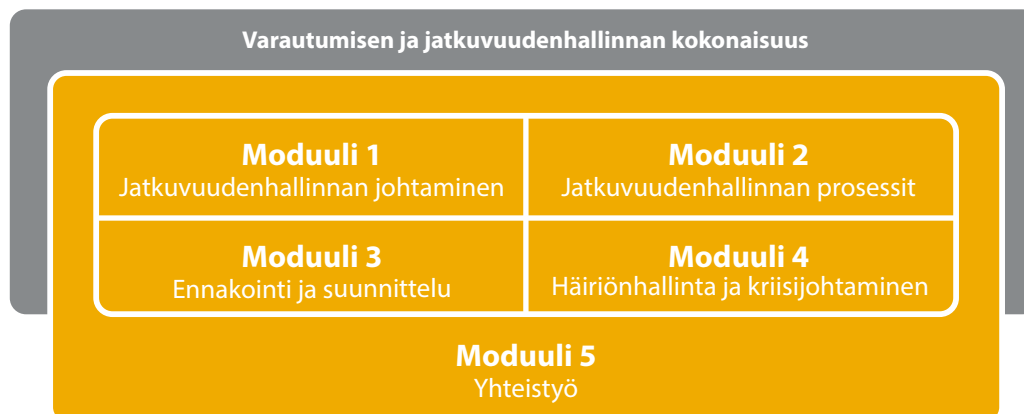 Varautumisen ja jatkuvuudenhallinnan kokonaisuus
Moduuli 1
Jatkuvuudenhallinnan johtaminen
Moduuli 2
Jatkuvuudenhallinnan prosessit
Moduuli 3
Ennakointi ja suunnittelu
Moduuli 4
Häiriönhallinta ja kriisijohtaminen
Moduuli 5
Yhteistyö